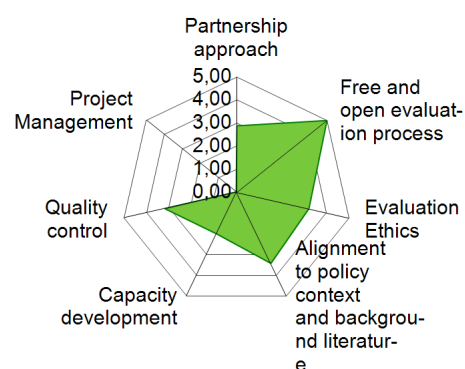 Partnership
approach
5,00
4,00
3,00
2,00
1,00
0,00
Free and
open evaluat-
ion process
Evaluation
Ethics
Alignment
to policy
context
and backgrou-
nd literatur-
e
Capacity
development
Quality
control
Project
Management